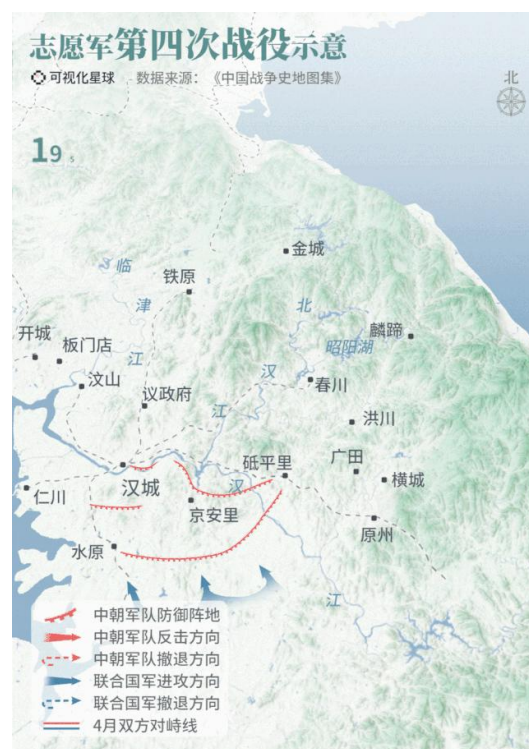 志愿军第四次战役示意
可视化星球 数据来源：《中国战争史地图集》
北
19
金城
临
铁原
津
北
麟蹄
开城
板门店
江
昭阳湖
汶山
汉
春川
议政府
江
洪川
砥平里
广田
汉城
汉
横城
仁川
京安里
原州
水原
江
中朝军队防御阵地
中朝军队反击方向
中朝军队撤退方向
联合国军进攻方向
联合国军撤退方向
4月双方对峙线